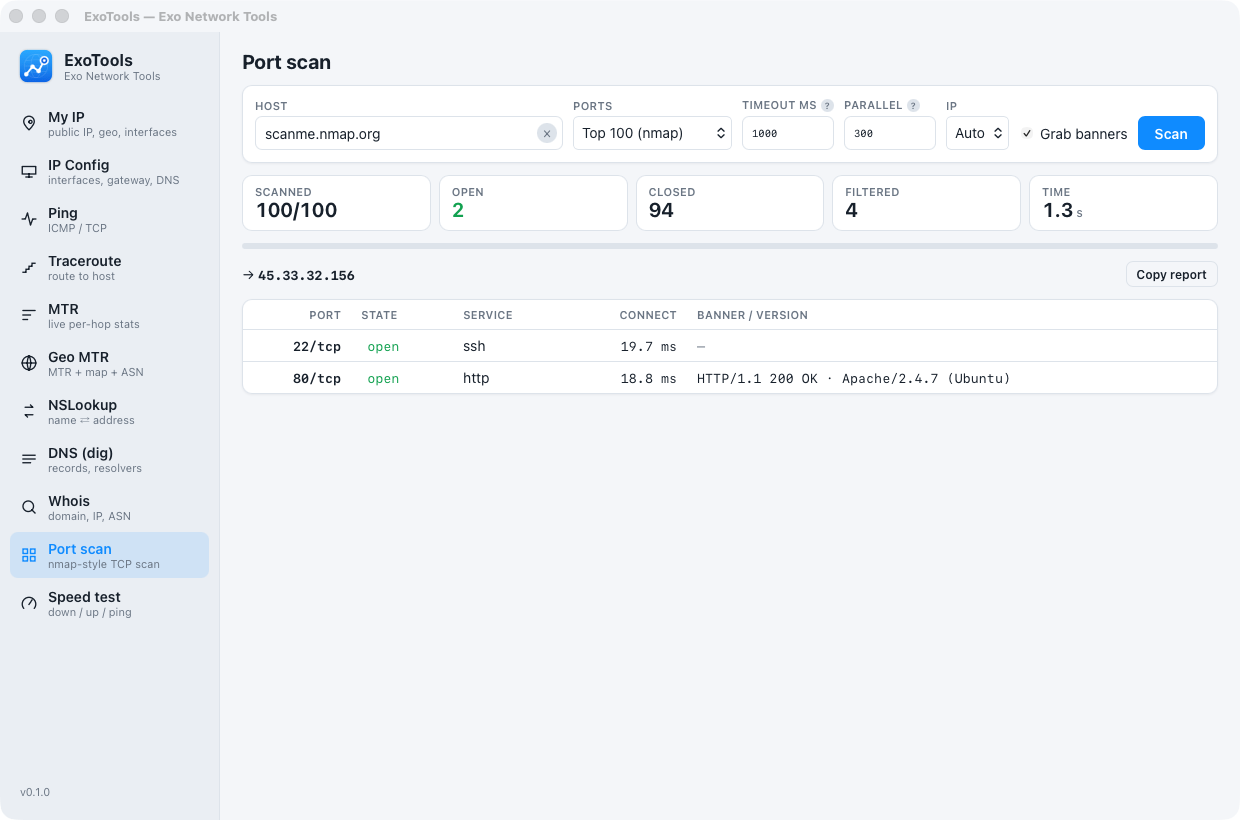 ExoTools — Exo Network Tools
ExoTools
Exo Network Tools
My IP
public IP, geo, interfaces
IP Config
interfaces, gateway, DNS
Ping
ICMP / TCP
Traceroute
route to host
MTR
live per-hop stats
Geo MTR
MTR + map + ASN
NSLookup
name ⇄ address
DNS (dig)
records, resolvers
Whois
domain, IP, ASN
Port scan
nmap-style TCP scan
Speed test
down / up / ping
v0.1.0
Port scan
HOST PORTS TIMEOUT MS ? PARALLEL ? IP
scanme.nmap.org × Top 100 (nmap) 1000 300 Auto ✓ Grab banners Scan
SCANNED OPEN CLOSED FILTERED TIME
100/100 2 94 4 1.3 s
→ 45.33.32.156 Copy report
PORT STATE SERVICE CONNECT BANNER / VERSION
22/tcp open ssh 19.7 ms —
80/tcp open http 18.8 ms HTTP/1.1 200 OK · Apache/2.4.7 (Ubuntu)